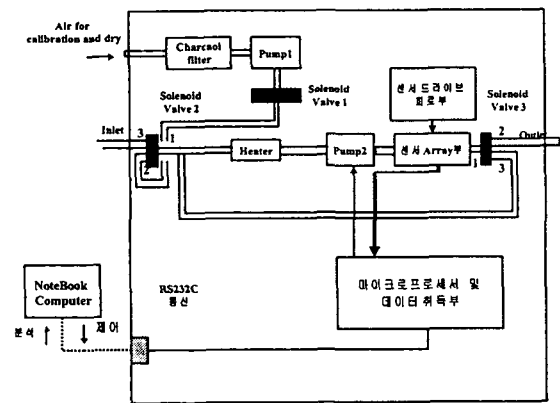 Air for
calibration and dry
Charcaol
filter
Pump1
Solenoid
Valve 1
Solenoid
Valve 2
센서드라이브
회로부
Solenoid
Valve 3
Inlet
3
1
2
Heater
Pump2
센서 Array부
2
Outlet
1
3
NoteBook
Computer
RS232C
통신
마이크로프로세서 및
데이터취득부
분석
제어